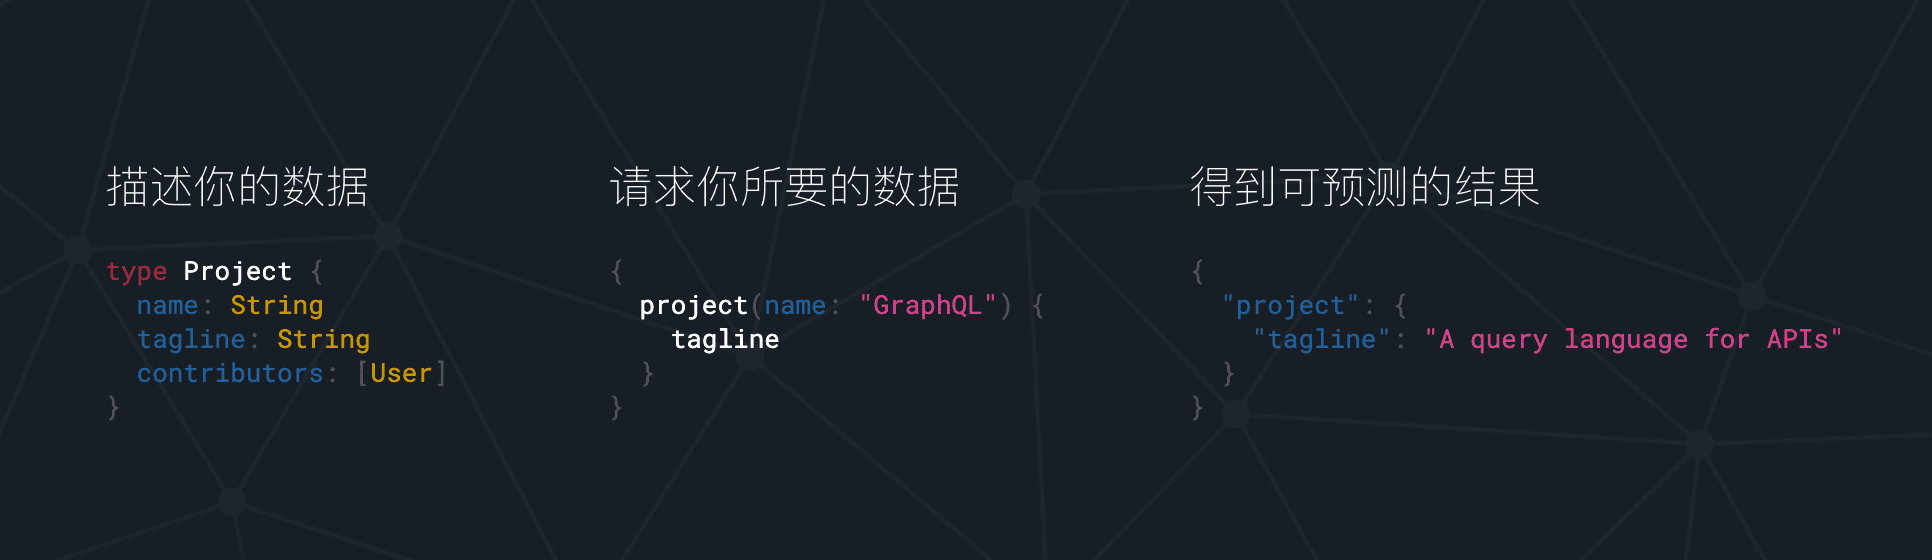 描述你的数据
type Project {
  name: String
  tagline: String
  contributors: [User]
}
请求你所要的数据
{
  project(name: "GraphQL") {
    tagline
  }
}
得到可预测的结果
{
  "project": {
    "tagline": "A query language for APIs"
  }
}